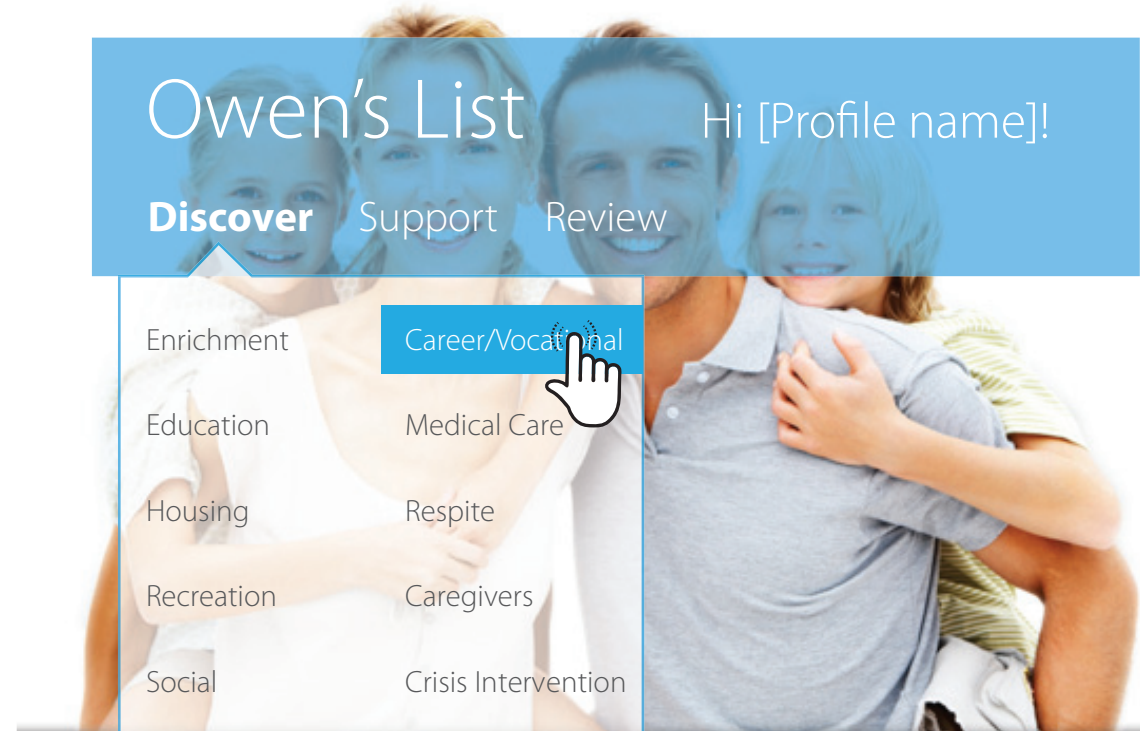 Owen's List
Hi [Profile name]!
Discover Support Review
Enrichment
Career/Vocational
Education
Medical Care
Housing
Respite
Recreation
Caregivers
Social
Crisis Intervention